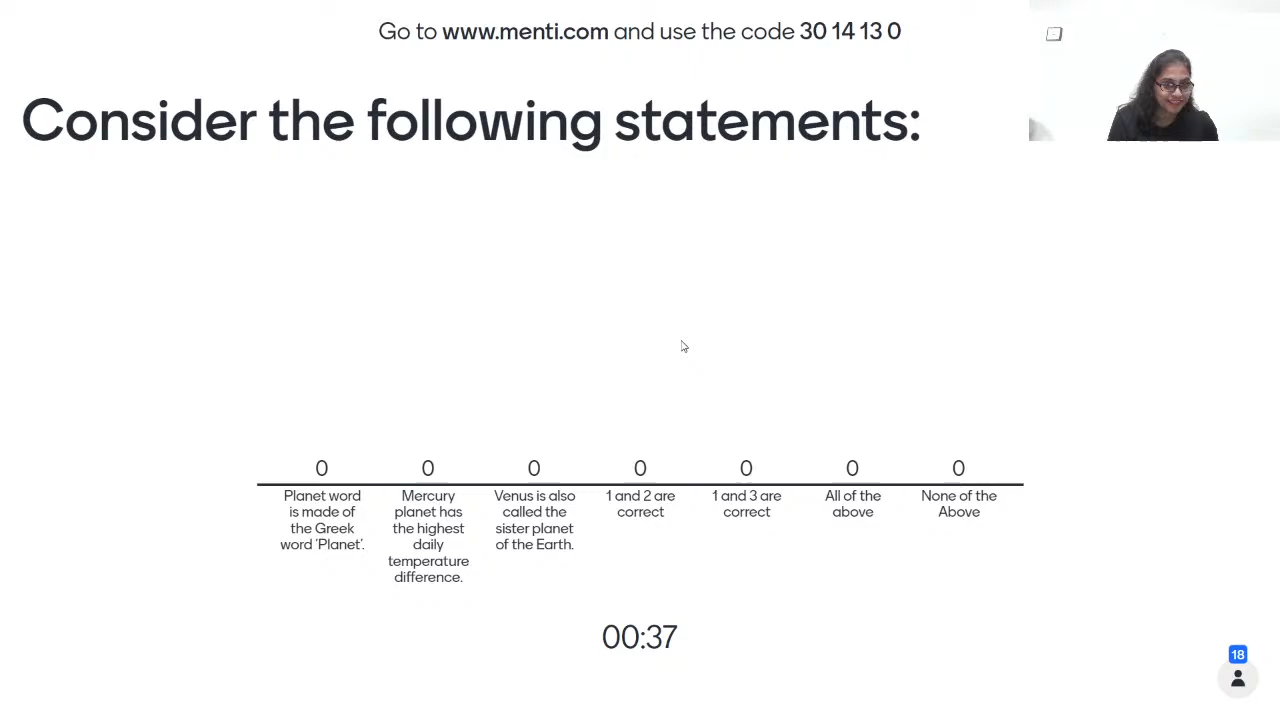 Go to www.menti.com and use the code 30 14 13 0
Consider the following statements:
0
0
0
0
0
0
0
Planet word
is made of
the Greek
word 'Planet'.
Mercury
planet has
the highest
daily
temperature
difference.
Venus is also
called the
sister planet
of the Earth.
1 and 2 are
correct
1 and 3 are
correct
All of the
above
None of the
Above
00:37
18